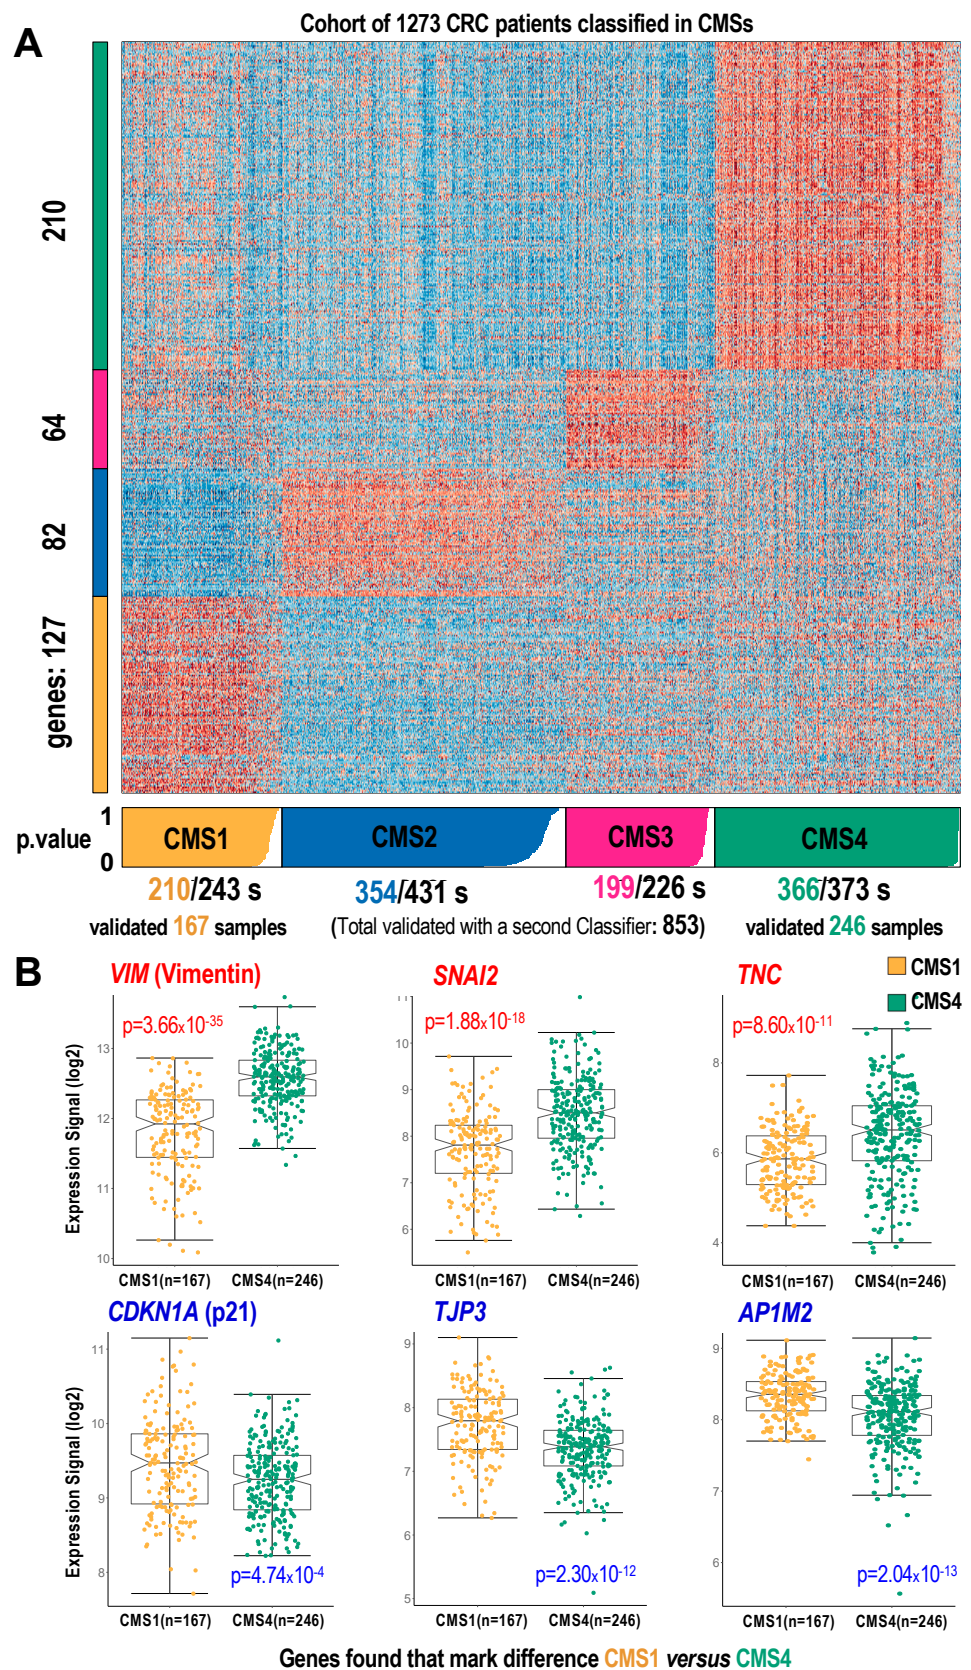 Cohort of 1273 CRC patients classified in CMSs
A
210
64
82
genes: 127
p.value
1
0
CMS1
CMS2
CMS3
CMS4
210/243 s
354/431 s
199/226 s
366/373 s
validated 167 samples
(Total validated with a second Classifier: 853)
validated 246 samples
B
VIM (Vimentin)
SNAI2
TNC
CMS1
CMS4
p=3.66x10-35
p=1.88x10-18
p=8.60x10-11
Expression Signal (log2)
13
12
11
10
11
10
9
8
7
6
8
6
4
CMS1(n=167)
CMS4(n=246)
CMS1(n=167)
CMS4(n=246)
CMS1(n=167)
CMS4(n=246)
CDKN1A (p21)
TJP3
AP1M2
Expression Signal (log2)
11
10
9
8
9
8
7
6
5
9
8
7
6
p=4.74x10-4
p=2.30x10-12
p=2.04x10-13
CMS1(n=167)
CMS4(n=246)
CMS1(n=167)
CMS4(n=246)
CMS1(n=167)
CMS4(n=246)
Genes found that mark difference CMS1 versus CMS4